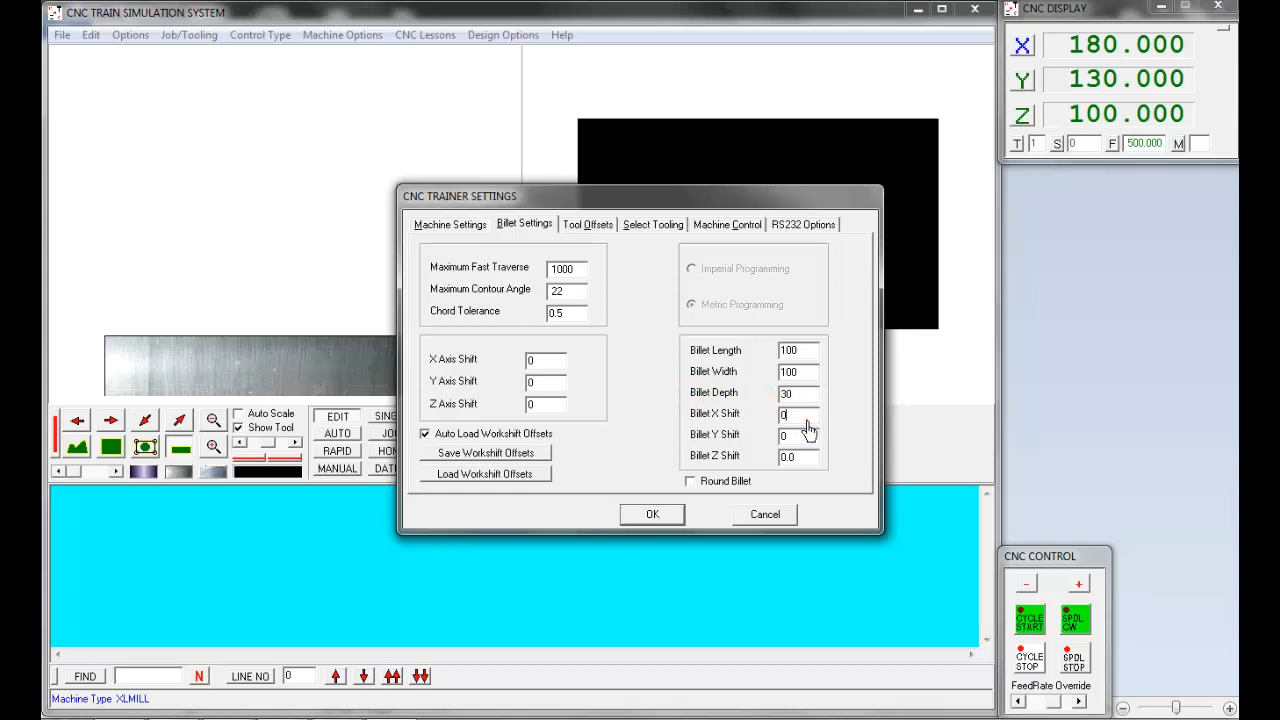 CNC TRAIN SIMULATION SYSTEM
File Edit Options Job/Tooling Control Type Machine Options CNC Lessons Design Options Help
CNC DISPLAY
X 180.000
Y 130.000
Z 100.000
T 1 S 0 F 500.000 M
CNC TRAINER SETTINGS
Machine Settings Billet Settings Tool Offsets Select Tooling Machine Control RS232 Options
Maximum Fast Traverse 1000
Maximum Contour Angle 22
Chord Tolerance 0.5
Imperial Programming
Metric Programming
X Axis Shift 0
Y Axis Shift 0
Z Axis Shift 0
Billet Length 100
Billet Width 100
Billet Depth 30
Billet X Shift 0
Billet Y Shift 0
Billet Z Shift 0.0
Auto Load Workshift Offsets
Save Workshift Offsets
Load Workshift Offsets
Round Billet
OK Cancel
Auto Scale
Show Tool
EDIT
AUTO
RAPID
MANUAL
FIND N LINE NO 0
Machine Type XLMILL
CNC CONTROL
- +
CYCLE START
SPDL CW
CYCLE STOP
SPDL STOP
FeedRate Override